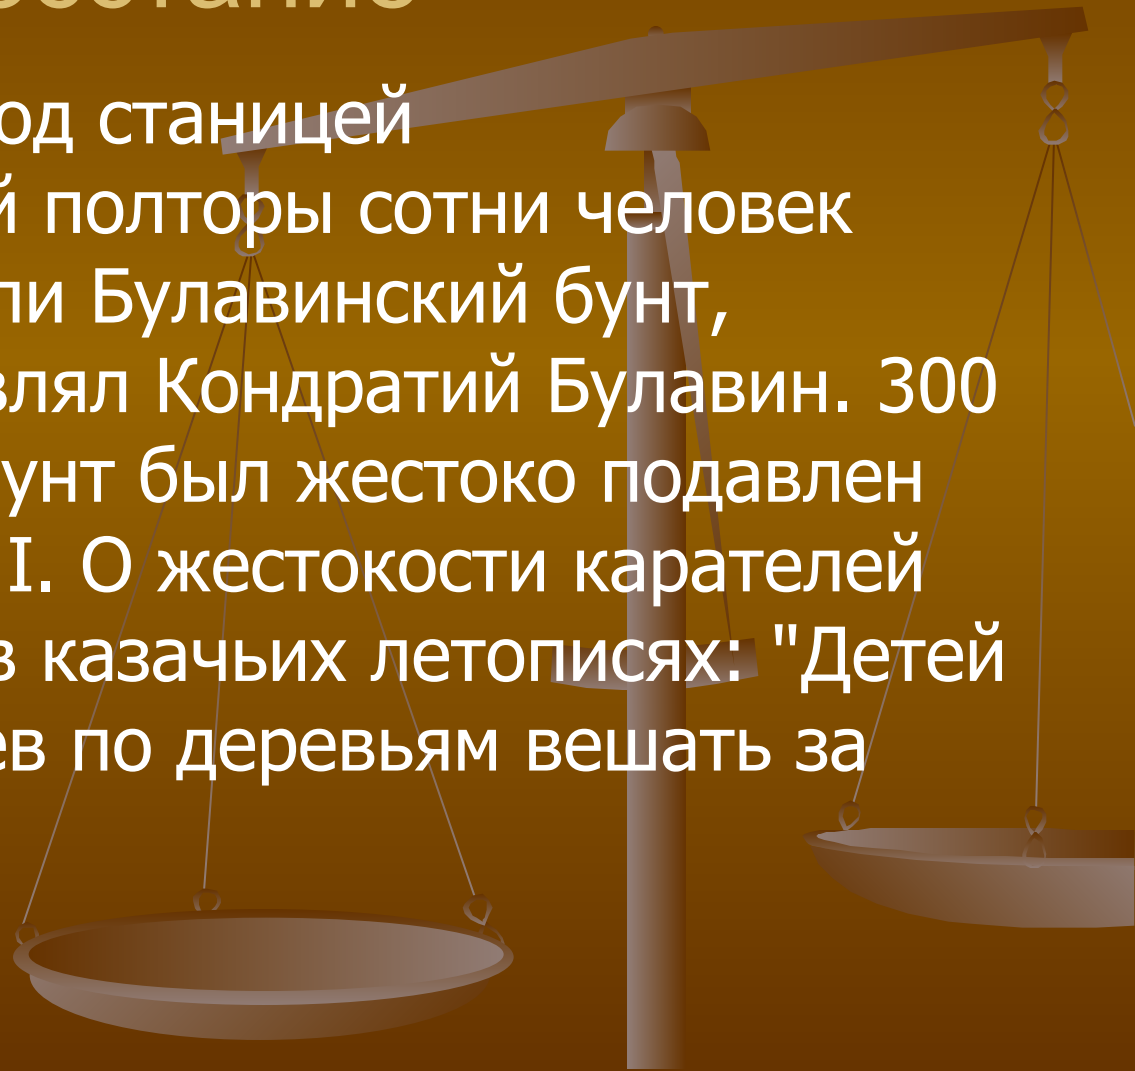 од станицей
й полторы сотни человек
ли Булавинский бунт,
влял Кондратий Булавин. 300
унт был жестоко подавлен
I. О жестокости карателей
в казачьих летописях: "Детей
ев по деревьям вешать за